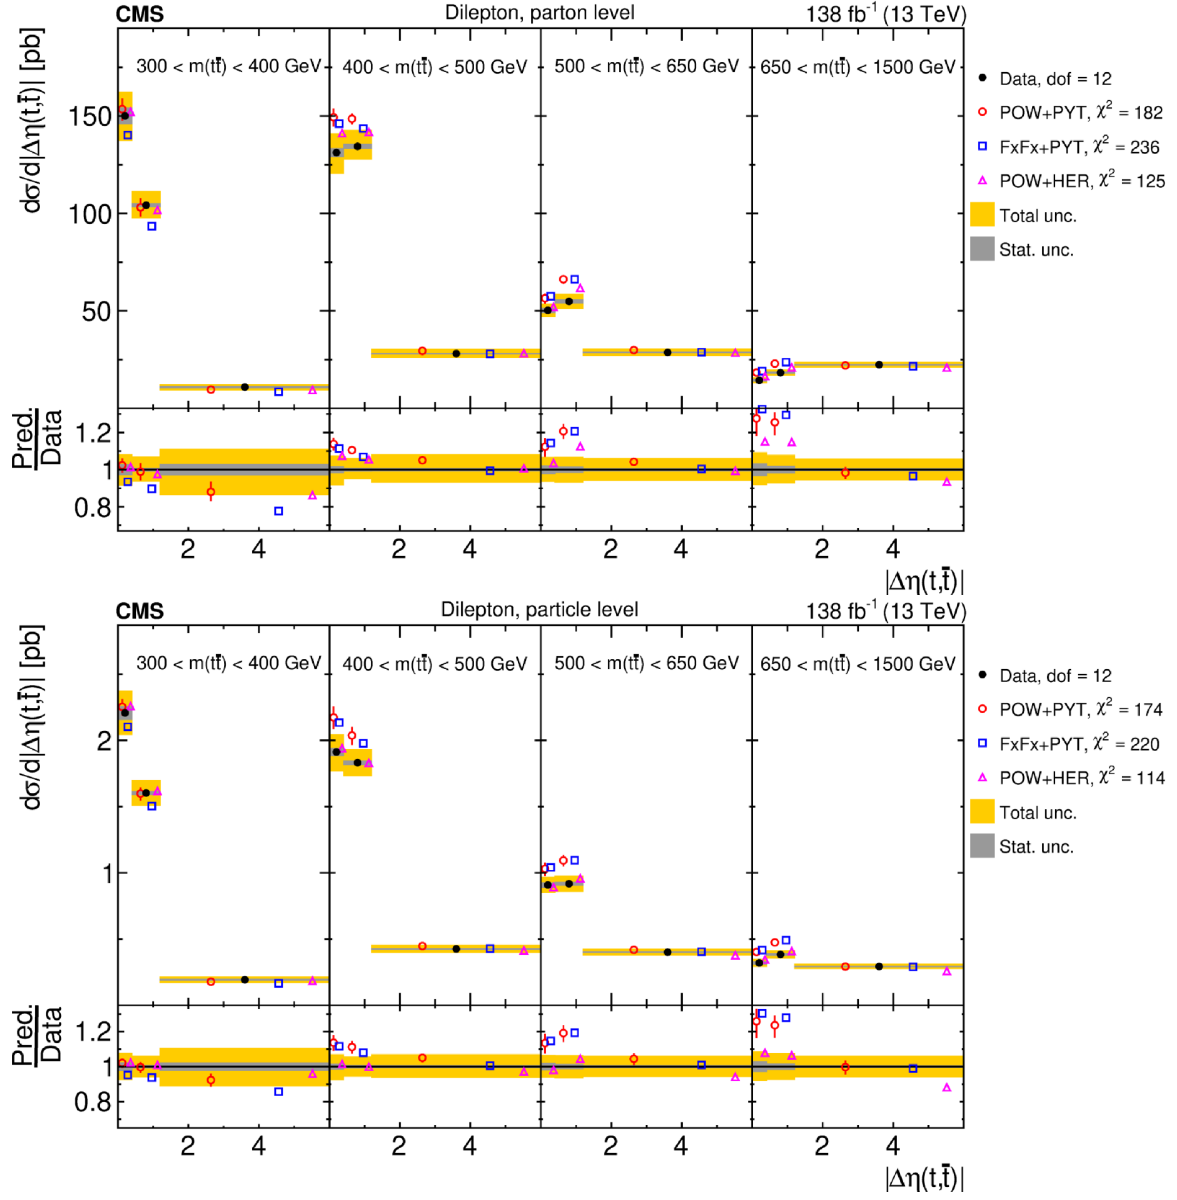 CMS Dilepton, parton level 138 fb⁻¹ (13 TeV)
dσ/d|Δη(t,t̄)| [pb]
300 < m(tt̄) < 400 GeV 400 < m(tt̄) < 500 GeV 500 < m(tt̄) < 650 GeV 650 < m(tt̄) < 1500 GeV
150
100
50
Data, dof = 12
POW+PYT, χ² = 182
FxFx+PYT, χ² = 236
POW+HER, χ² = 125
Total unc.
Stat. unc.
Pred.
Data
1.2
1
0.8
2 4 2 4 2 4 2 4
|Δη(t,t̄)|
CMS Dilepton, particle level 138 fb⁻¹ (13 TeV)
dσ/d|Δη(t,t̄)| [pb]
300 < m(tt̄) < 400 GeV 400 < m(tt̄) < 500 GeV 500 < m(tt̄) < 650 GeV 650 < m(tt̄) < 1500 GeV
2
1
Data, dof = 12
POW+PYT, χ² = 174
FxFx+PYT, χ² = 220
POW+HER, χ² = 114
Total unc.
Stat. unc.
Pred.
Data
1.2
1
0.8
2 4 2 4 2 4 2 4
|Δη(t,t̄)|